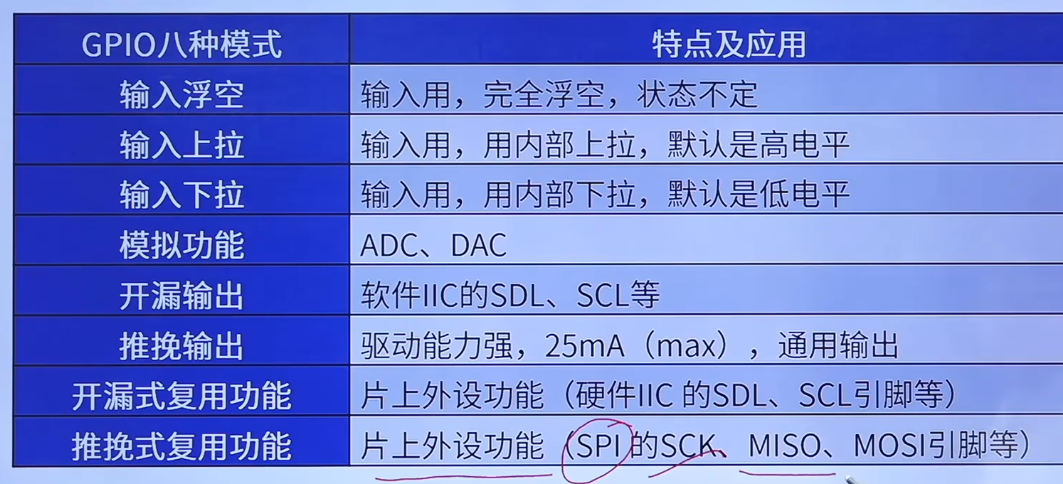 GPIO八种模式 特点及应用
输入浮空 输入用，完全浮空，状态不定
输入上拉 输入用，用内部上拉，默认是高电平
输入下拉 输入用，用内部下拉，默认是低电平
模拟功能 ADC、DAC
开漏输出 软件IIC的SDL、SCL等
推挽输出 驱动能力强，25mA（max），通用输出
开漏式复用功能 片上外设功能（硬件IIC 的SDL、SCL引脚等）
推挽式复用功能 片上外设功能（SPI的SCK、MISO、MOSI引脚等）